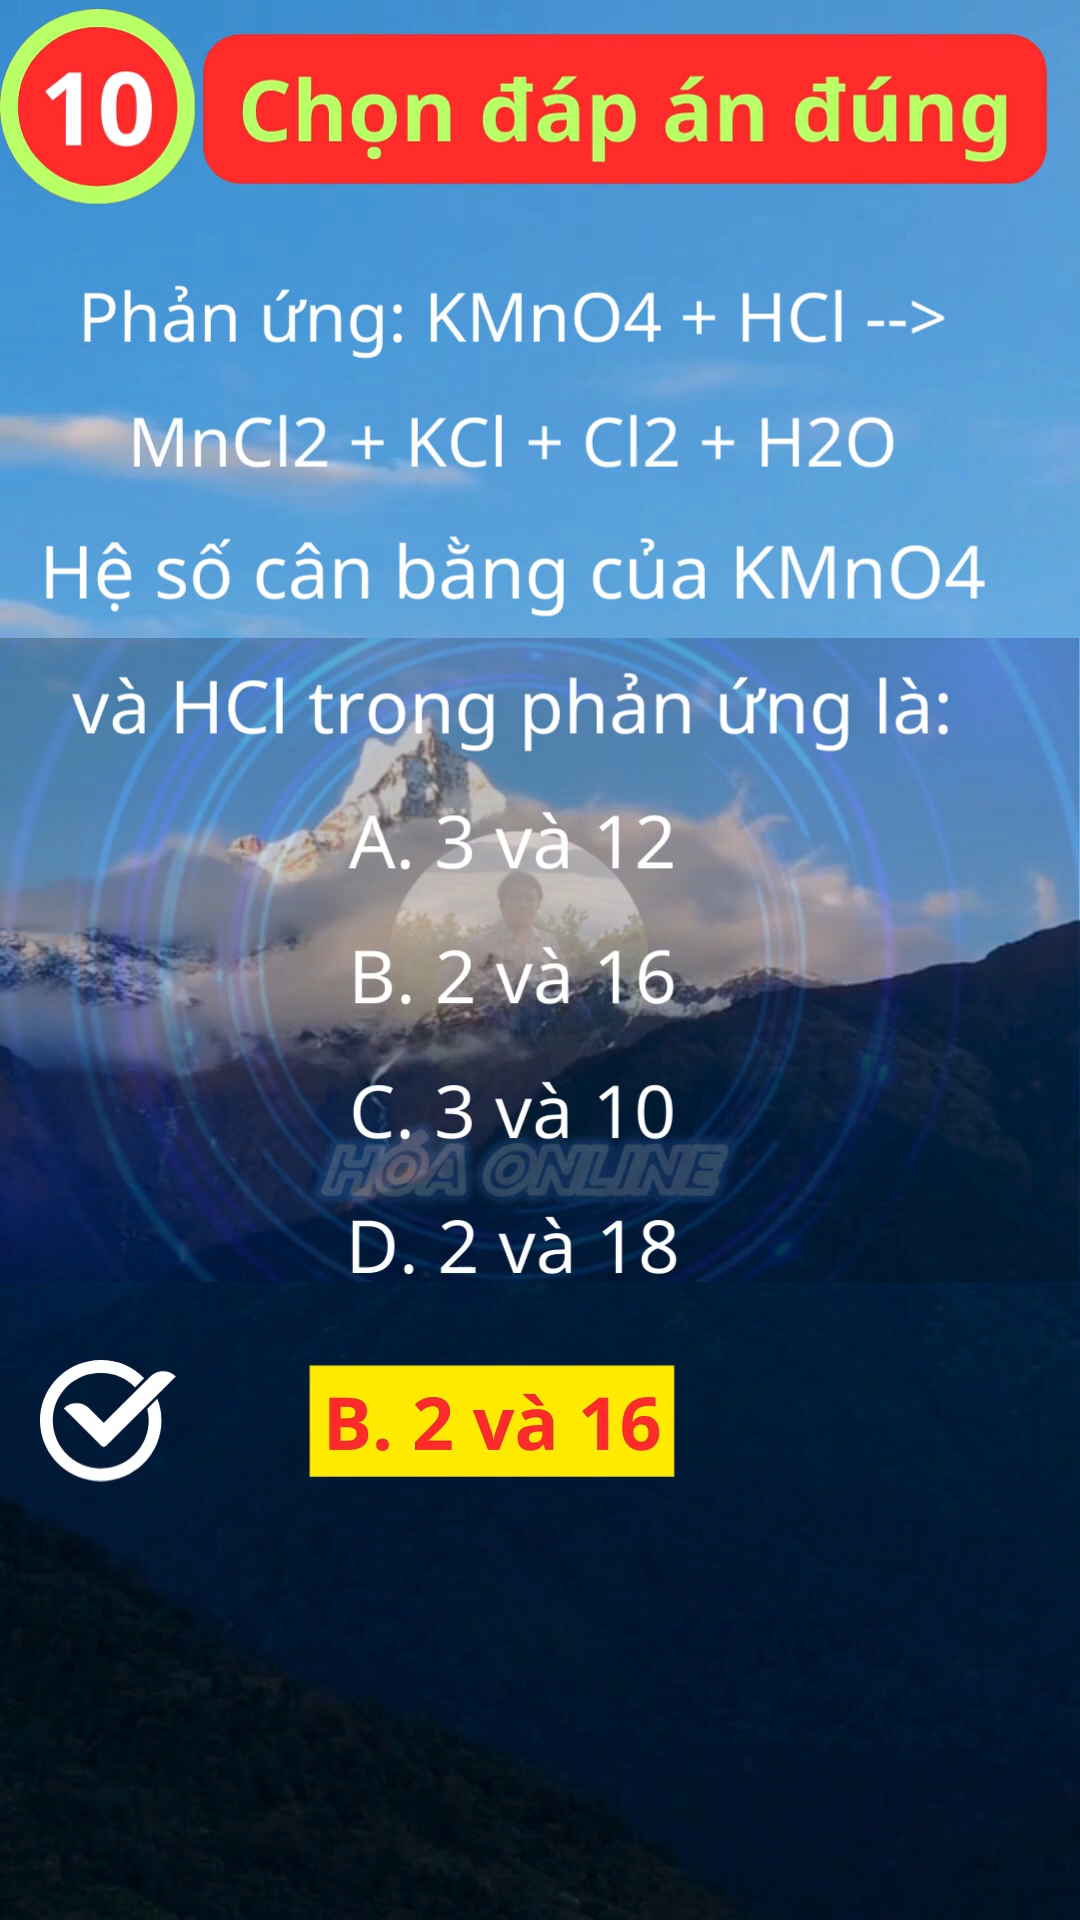 10
Chọn đáp án đúng
Phản ứng: KMnO4 + HCl -->
MnCl2 + KCl + Cl2 + H2O
Hệ số cân bằng của KMnO4
và HCl trong phản ứng là:
A. 3 và 12
B. 2 và 16
C. 3 và 10
HÓA ONLINE
D. 2 và 18
B. 2 và 16